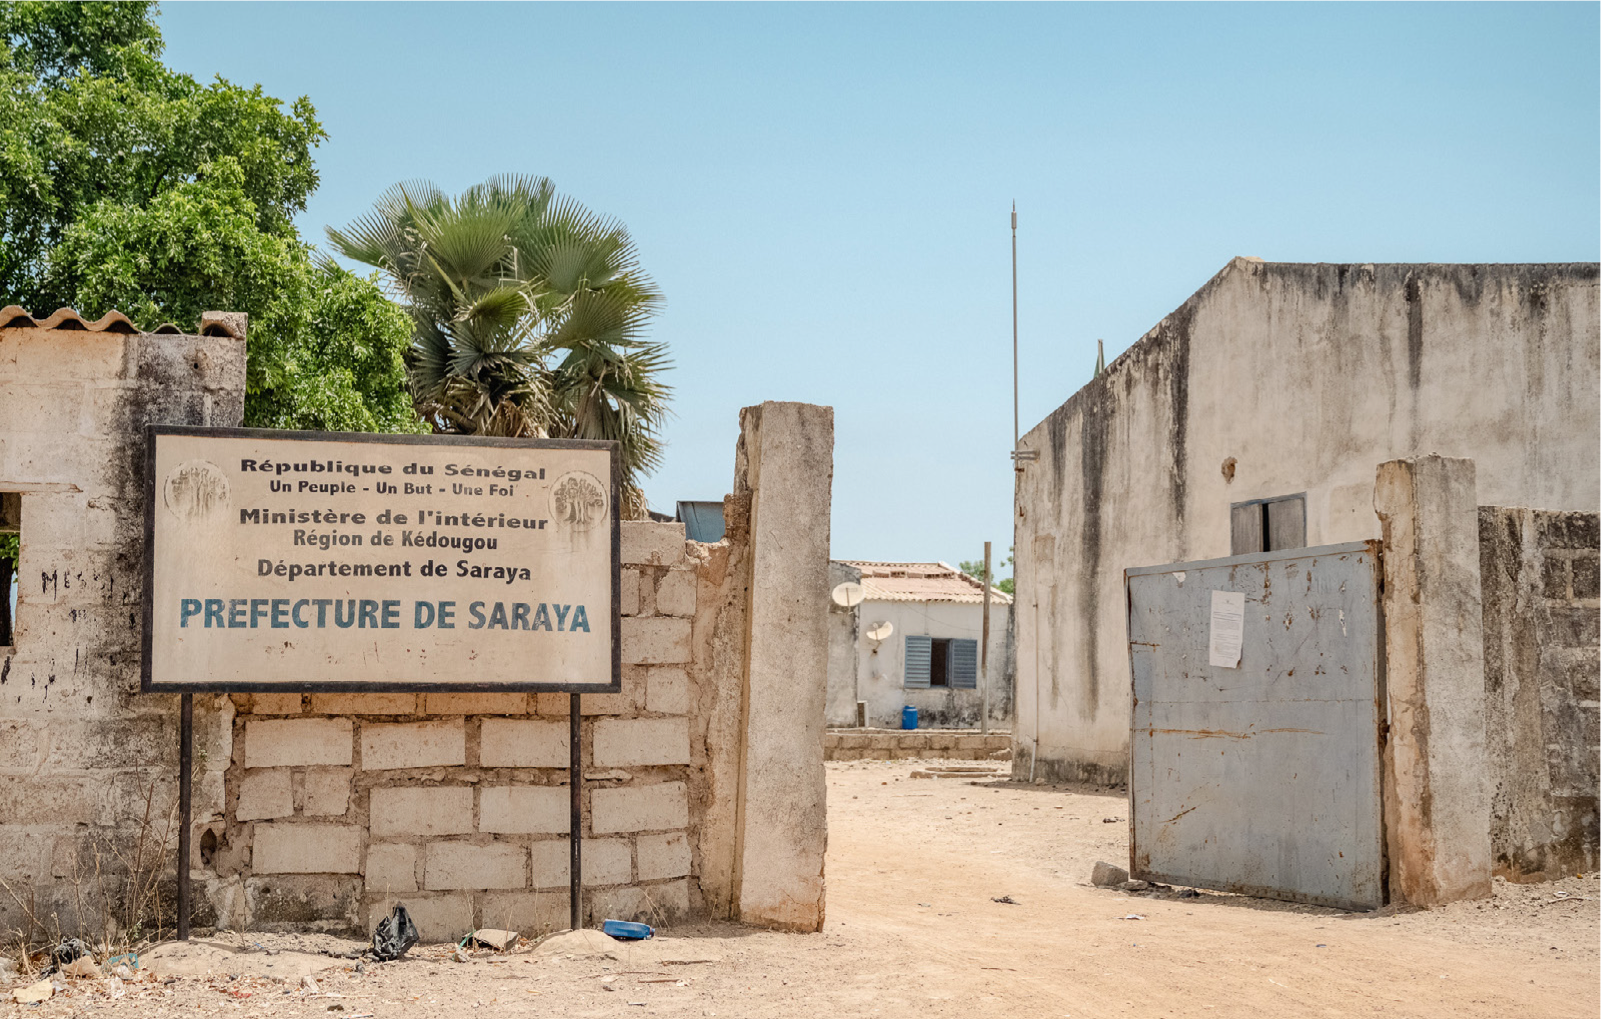 République du Sénégal
Un Peuple - Un But - Une Foi
Ministère de l'intérieur
Région de Kédougou
Département de Saraya
PREFECTURE DE SARAYA